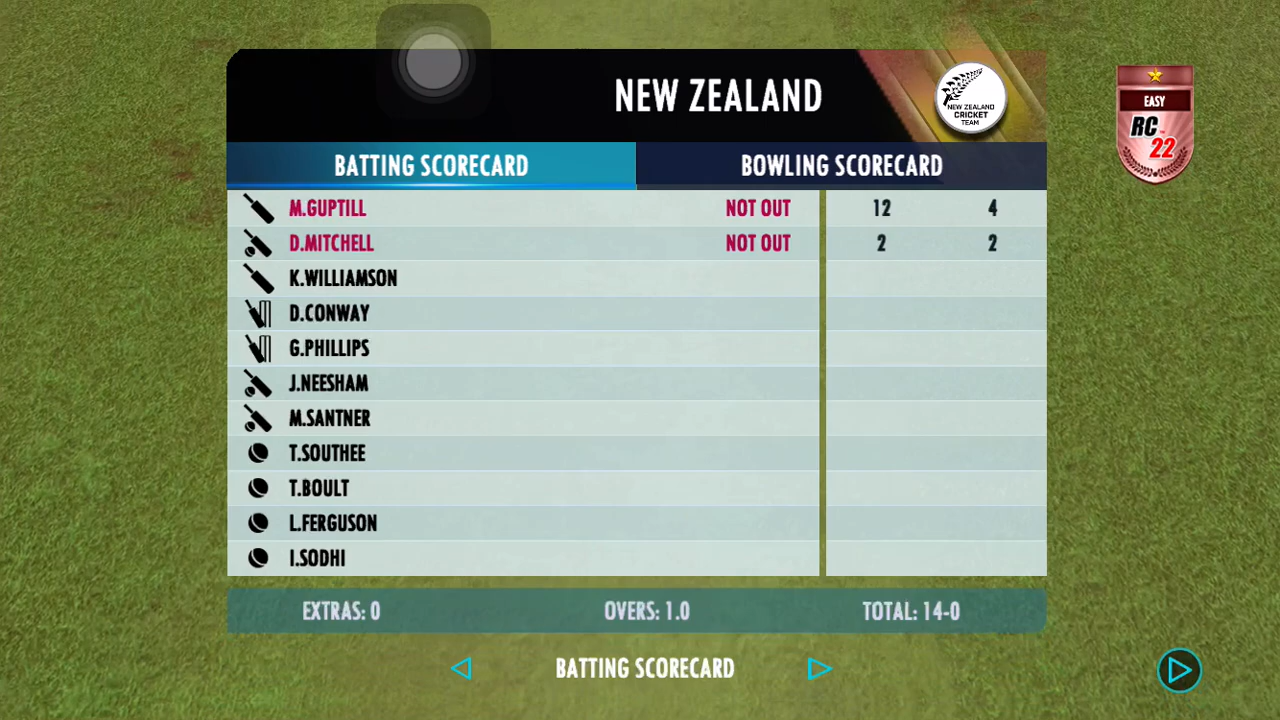 NEW ZEALAND
NEW ZEALAND
CRICKET
TEAM
EASY
RC
22
BATTING SCORECARD BOWLING SCORECARD
M.GUPTILL NOT OUT 12 4
D.MITCHELL NOT OUT 2 2
K.WILLIAMSON
D.CONWAY
G.PHILLIPS
J.NEESHAM
M.SANTNER
T.SOUTHEE
T.BOULT
L.FERGUSON
I.SODHI
EXTRAS: 0 OVERS: 1.0 TOTAL: 14-0
BATTING SCORECARD